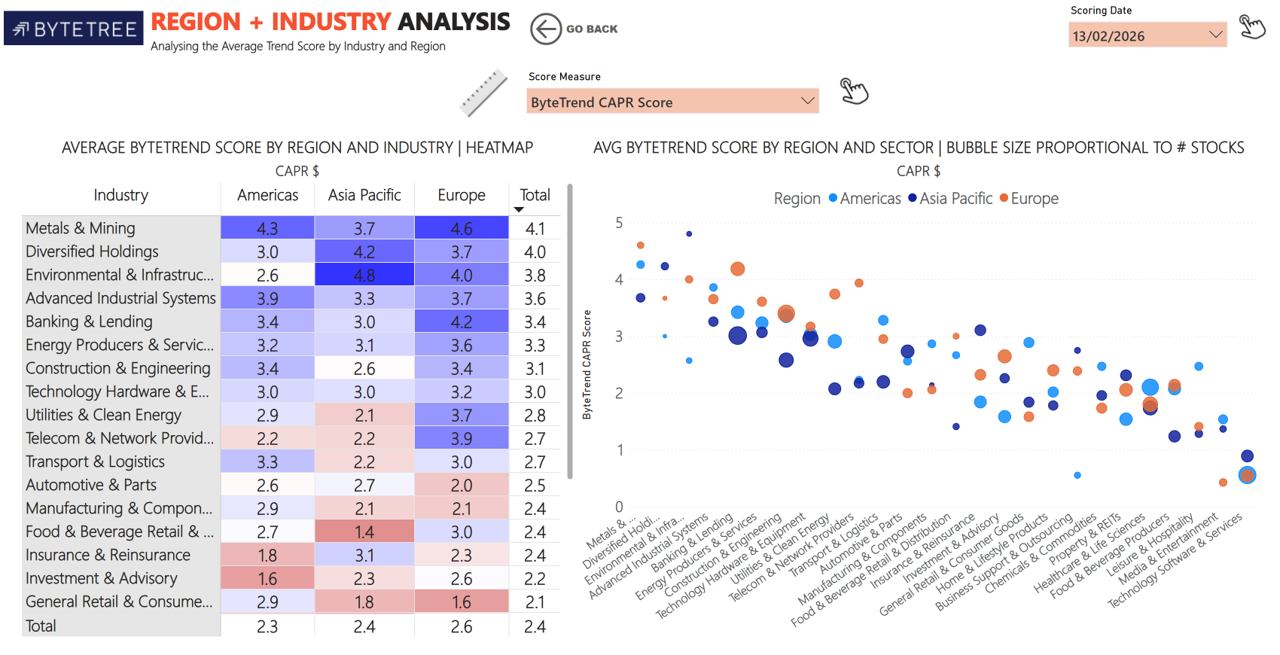 BYTETREE
REGION + INDUSTRY ANALYSIS
Analysing the Average Trend Score by Industry and Region
GO BACK
Scoring Date
13/02/2026
Score Measure
ByteTrend CAPR Score
AVERAGE BYTETREND SCORE BY REGION AND INDUSTRY | HEATMAP
CAPR $
Industry Americas Asia Pacific Europe Total
Metals & Mining 4.3 3.7 4.6 4.1
Diversified Holdings 3.0 4.2 3.7 4.0
Environmental & Infrastruc... 2.6 4.8 4.0 3.8
Advanced Industrial Systems 3.9 3.3 3.7 3.6
Banking & Lending 3.4 3.0 4.2 3.4
Energy Producers & Servic... 3.2 3.1 3.6 3.3
Construction & Engineering 3.4 2.6 3.4 3.1
Technology Hardware & E... 3.0 3.0 3.2 3.0
Utilities & Clean Energy 2.9 2.1 3.7 2.8
Telecom & Network Provid... 2.2 2.2 3.9 2.7
Transport & Logistics 3.3 2.2 3.0 2.7
Automotive & Parts 2.6 2.7 2.0 2.5
Manufacturing & Compon... 2.9 2.1 2.1 2.4
Food & Beverage Retail & ... 2.7 1.4 3.0 2.4
Insurance & Reinsurance 1.8 3.1 2.3 2.4
Investment & Advisory 1.6 2.3 2.6 2.2
General Retail & Consume... 2.9 1.8 1.6 2.1
Total 2.3 2.4 2.6 2.4
AVG BYTETREND SCORE BY REGION AND SECTOR | BUBBLE SIZE PROPORTIONAL TO # STOCKS
CAPR $
Region Americas Asia Pacific Europe
ByteTrend CAPR Score
5
4
3
2
1
0
Metals & ...
Diversified Holdi...
Environmental & Infra...
Advanced Industrial Systems
Banking & Lending
Energy Producers & Services
Construction & Engineering
Technology Hardware & Equipment
Utilities & Clean Energy
Telecom & Network Providers
Transport & Logistics
Automotive & Parts
Manufacturing & Components
Food & Beverage Retail & Distribution
Insurance & Reinsurance
Investment & Advisory
General Retail & Consumer Goods
Home & Lifestyle Products
Business Support & Outsourcing
Chemicals & Commodities
Property & REITs
Healthcare & Life Sciences
Food & Beverage Producers
Leisure & Hospitality
Media & Entertainment
Technology Software & Services